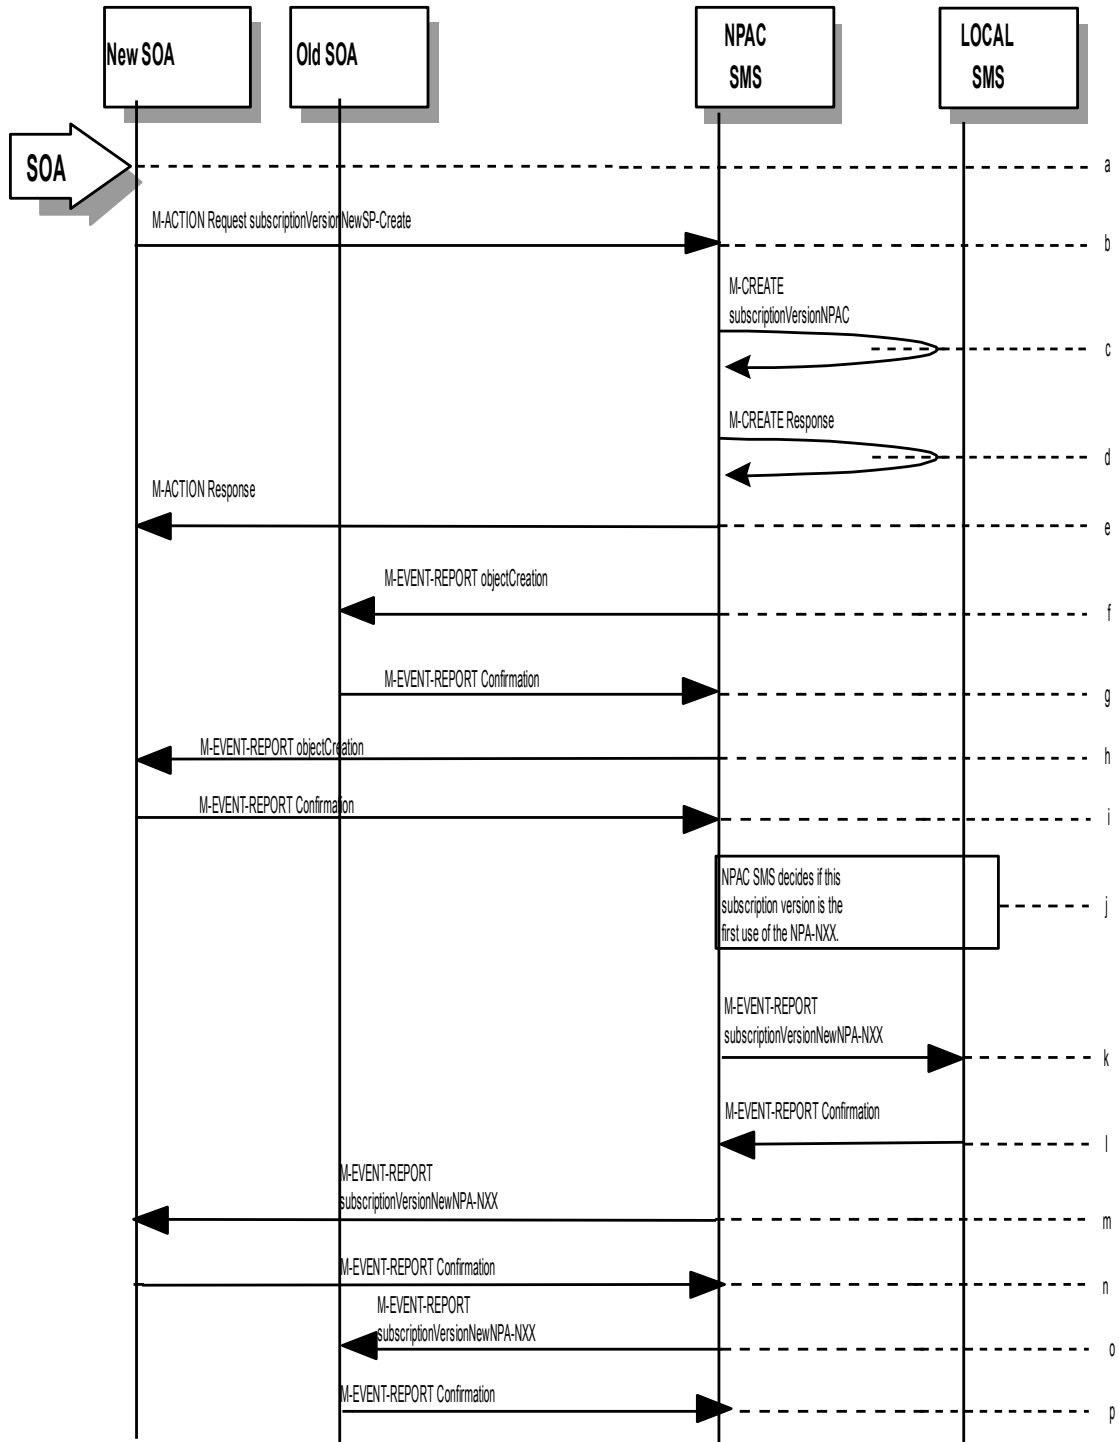 New SOA
Old SOA
NPAC
SMS
LOCAL
SMS
SOA
a
M-ACTION Request subscriptionVersionNewSP-Create
b
M-CREATE
subscriptionVersionNPAC
c
M-CREATE Response
d
M-ACTION Response
e
M-EVENT-REPORT objectCreation
f
M-EVENT-REPORT Confirmation
g
M-EVENT-REPORT objectCreation
h
M-EVENT-REPORT Confirmation
i
NPAC SMS decides if this
subscription version is the
first use of the NPA-NXX.
j
M-EVENT-REPORT
subscriptionVersionNewNPA-NXX
k
M-EVENT-REPORT Confirmation
l
M-EVENT-REPORT
subscriptionVersionNewNPA-NXX
m
M-EVENT-REPORT Confirmation
n
M-EVENT-REPORT
subscriptionVersionNewNPA-NXX
o
M-EVENT-REPORT Confirmation
p